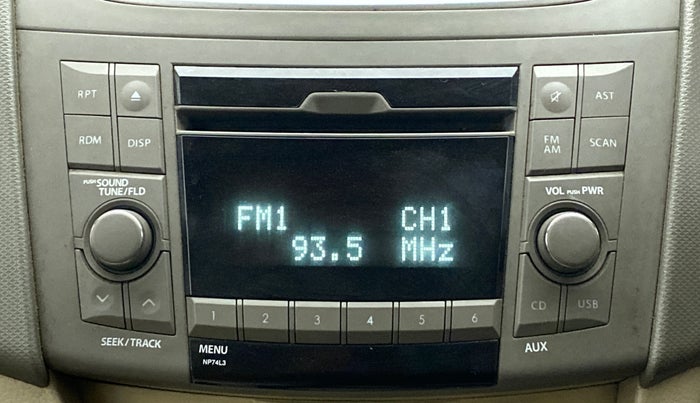 RPT
AST
RDM
DISP
FM
AM
SCAN
PUSH SOUND
TUNE/FLD
VOL PUSH PWR
FM1 CH1
93.5 MHz
CD
USB
1 2 3 4 5 6
SEEK/TRACK
MENU
AUX
NP74L3